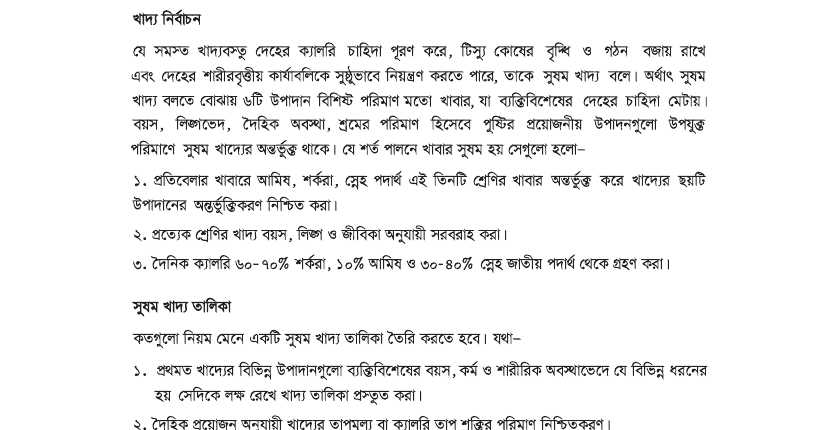 খাদ্য নির্বাচন
যে সমস্ত খাদ্যবস্তু দেহের ক্যালরি চাহিদা পূরণ করে, টিস্যু কোষের বৃদ্ধি ও গঠন বজায় রাখে
এবং দেহের শারীরবৃত্তীয় কার্যাবলিকে সুষ্ঠুভাবে নিয়ন্ত্রণ করতে পারে, তাকে সুষম খাদ্য বলে। অর্থাৎ সুষম
খাদ্য বলতে বোঝায় ৬টি উপাদান বিশিষ্ট পরিমাণ মতো খাবার, যা ব্যক্তিবিশেষের দেহের চাহিদা মেটায়।
বয়স, লিঙ্গভেদ, দৈহিক অবস্থা, শ্রমের পরিমাণ হিসেবে পুষ্টির প্রয়োজনীয় উপাদনগুলো উপযুক্ত
পরিমাণে সুষম খাদ্যের অন্তর্ভুক্ত থাকে। যে শর্ত পালনে খাবার সুষম হয় সেগুলো হলো–
১. প্রতিবেলার খাবারে আমিষ, শর্করা, স্নেহ পদার্থ এই তিনটি শ্রেণির খাবার অন্তর্ভুক্ত করে খাদ্যের ছয়টি
উপাদানের অন্তর্ভুক্তিকরণ নিশ্চিত করা।
২. প্রত্যেক শ্রেণির খাদ্য বয়স, লিঙ্গ ও জীবিকা অনুযায়ী সরবরাহ করা।
৩. দৈনিক ক্যালরি ৬০-৭০% শর্করা, ১০% আমিষ ও ৩০-৪০% স্নেহ জাতীয় পদার্থ থেকে গ্রহণ করা।
সুষম খাদ্য তালিকা
কতগুলো নিয়ম মেনে একটি সুষম খাদ্য তালিকা তৈরি করতে হবে। যথা–
১. প্রথমত খাদ্যের বিভিন্ন উপাদানগুলো ব্যক্তিবিশেষের বয়স, কর্ম ও শারীরিক অবস্থাভেদে যে বিভিন্ন ধরনের
হয় সেদিকে লক্ষ রেখে খাদ্য তালিকা প্রস্তুত করা।
২. দৈহিক প্রয়োজন অনুযায়ী খাদ্যের তাপমূল্য বা ক্যালরি তাপ শক্তির পরিমাণ নিশ্চিতকরণ।